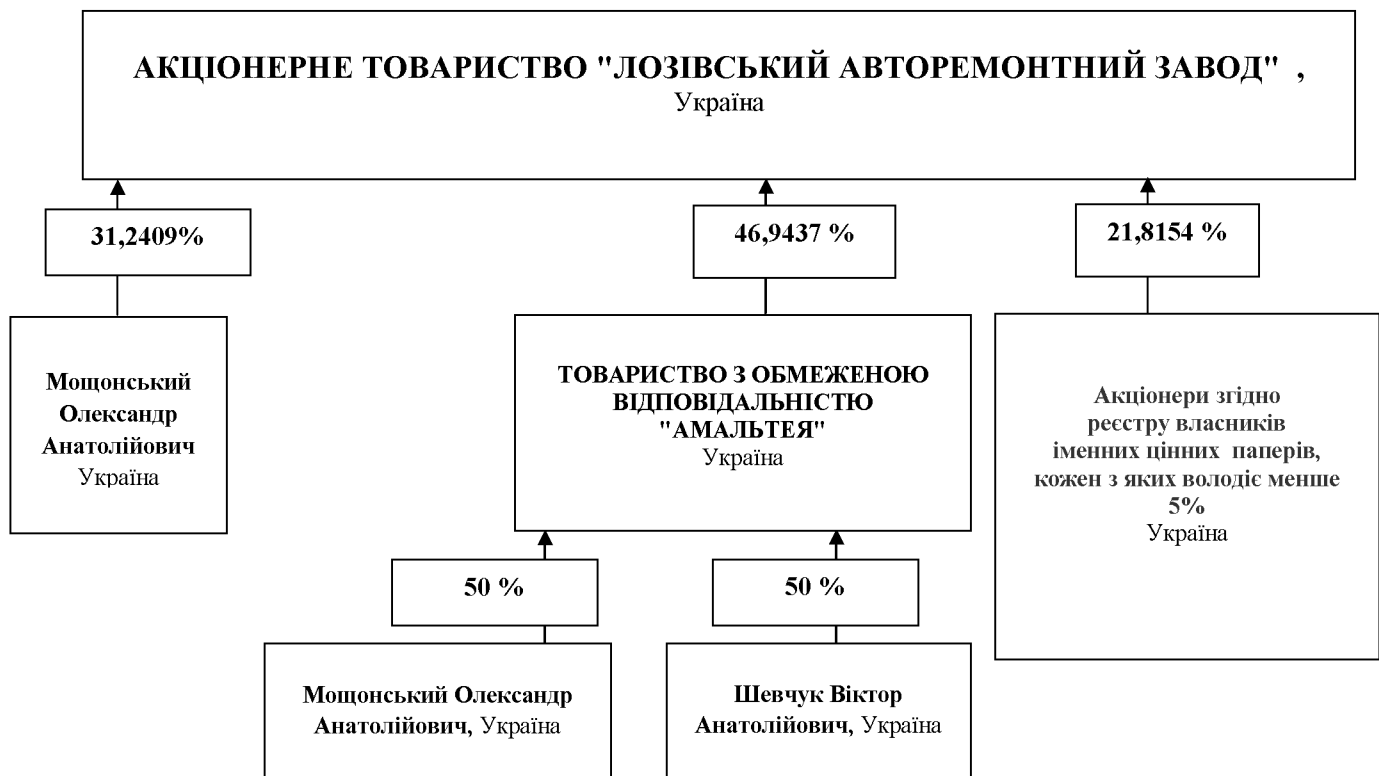 АКЦІОНЕРНЕ ТОВАРИСТВО "ЛОЗІВСЬКИЙ АВТОРЕМОНТНИЙ ЗАВОД" ,
Україна
31,2409%
46,9437 %
21,8154 %
Мощонський
Олександр
Анатолійович
Україна
ТОВАРИСТВО З ОБМЕЖЕНОЮ
ВІДПОВІДАЛЬНІСТЮ
"АМАЛЬТЕЯ"
Україна
Акціонери згідно
реєстру власників
іменних цінних паперів,
кожен з яких володіє менше
5%
Україна
50 %
50 %
Мощонський Олександр
Анатолійович, Україна
Шевчук Віктор
Анатолійович, Україна